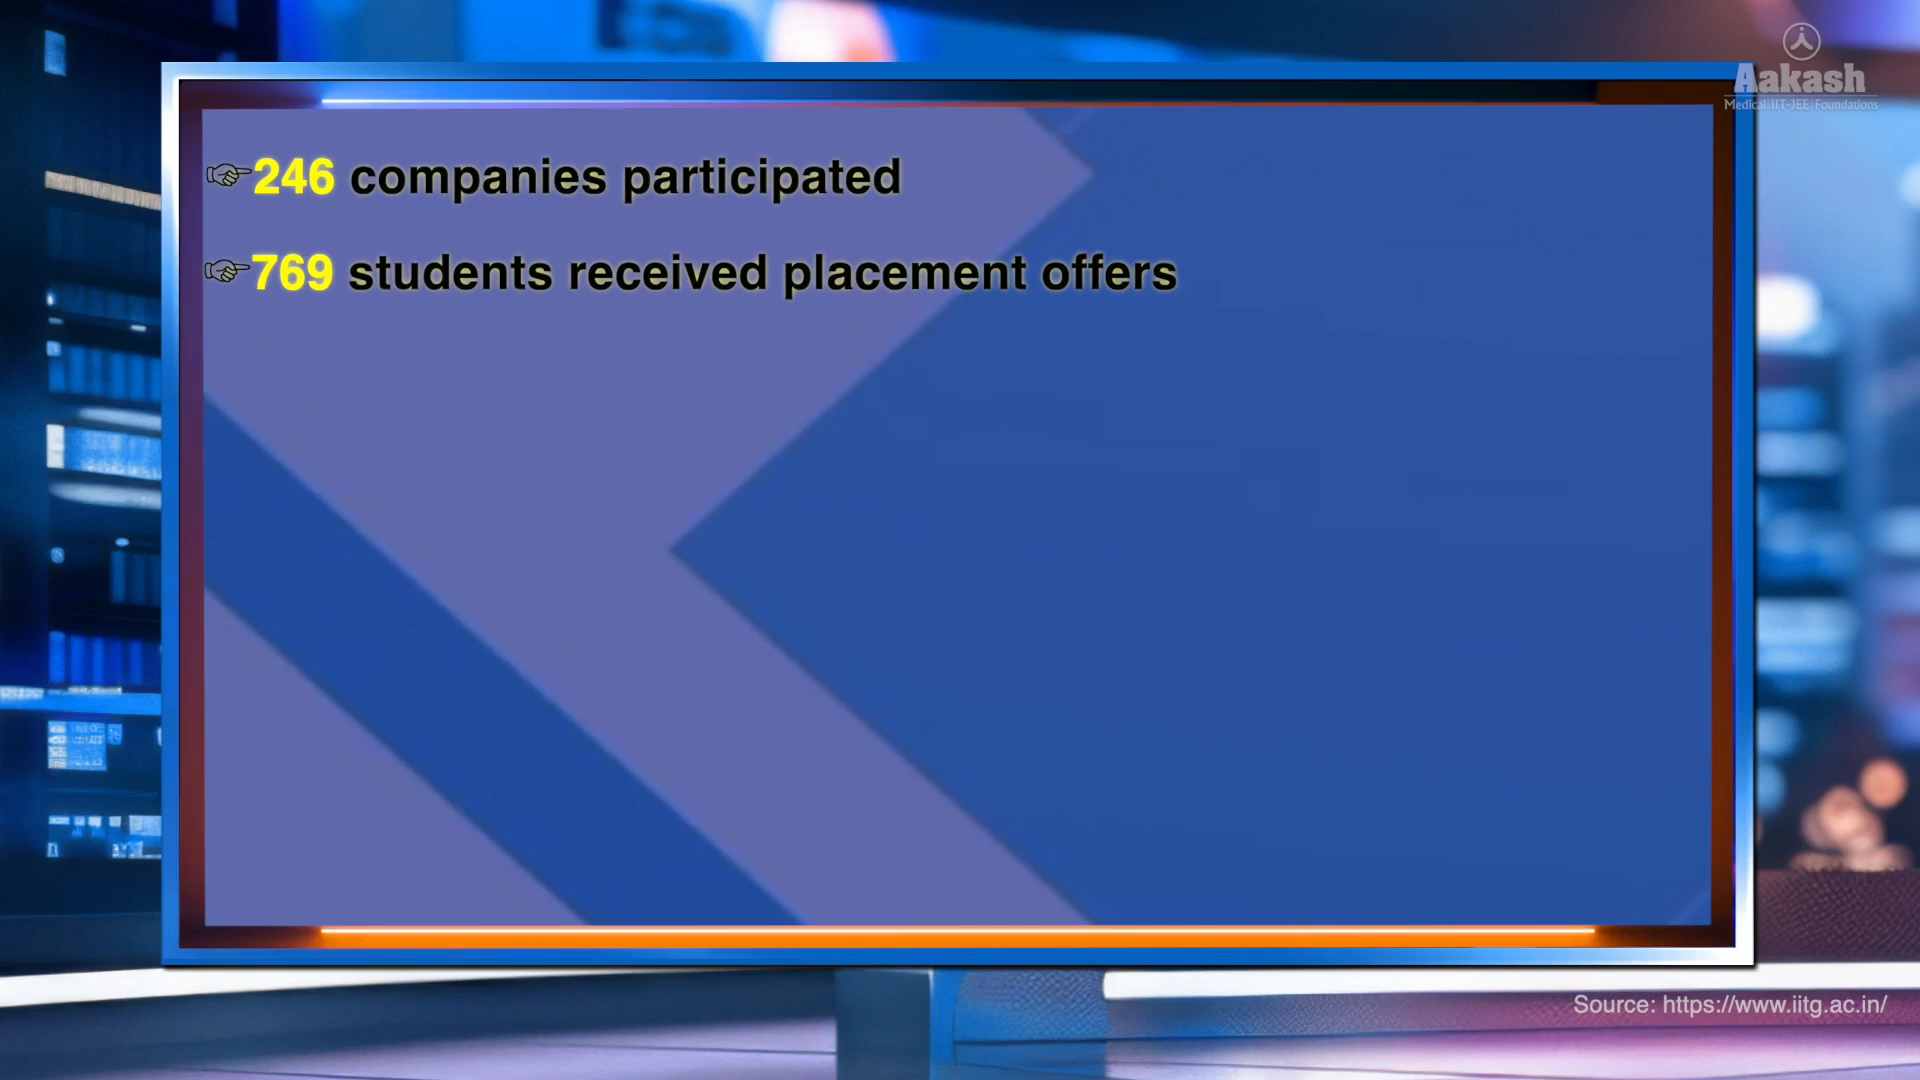 Aakash
Medical|IIT-JEE|Foundations
☞246 companies participated
☞769 students received placement offers
Source: https://www.iitg.ac.in/